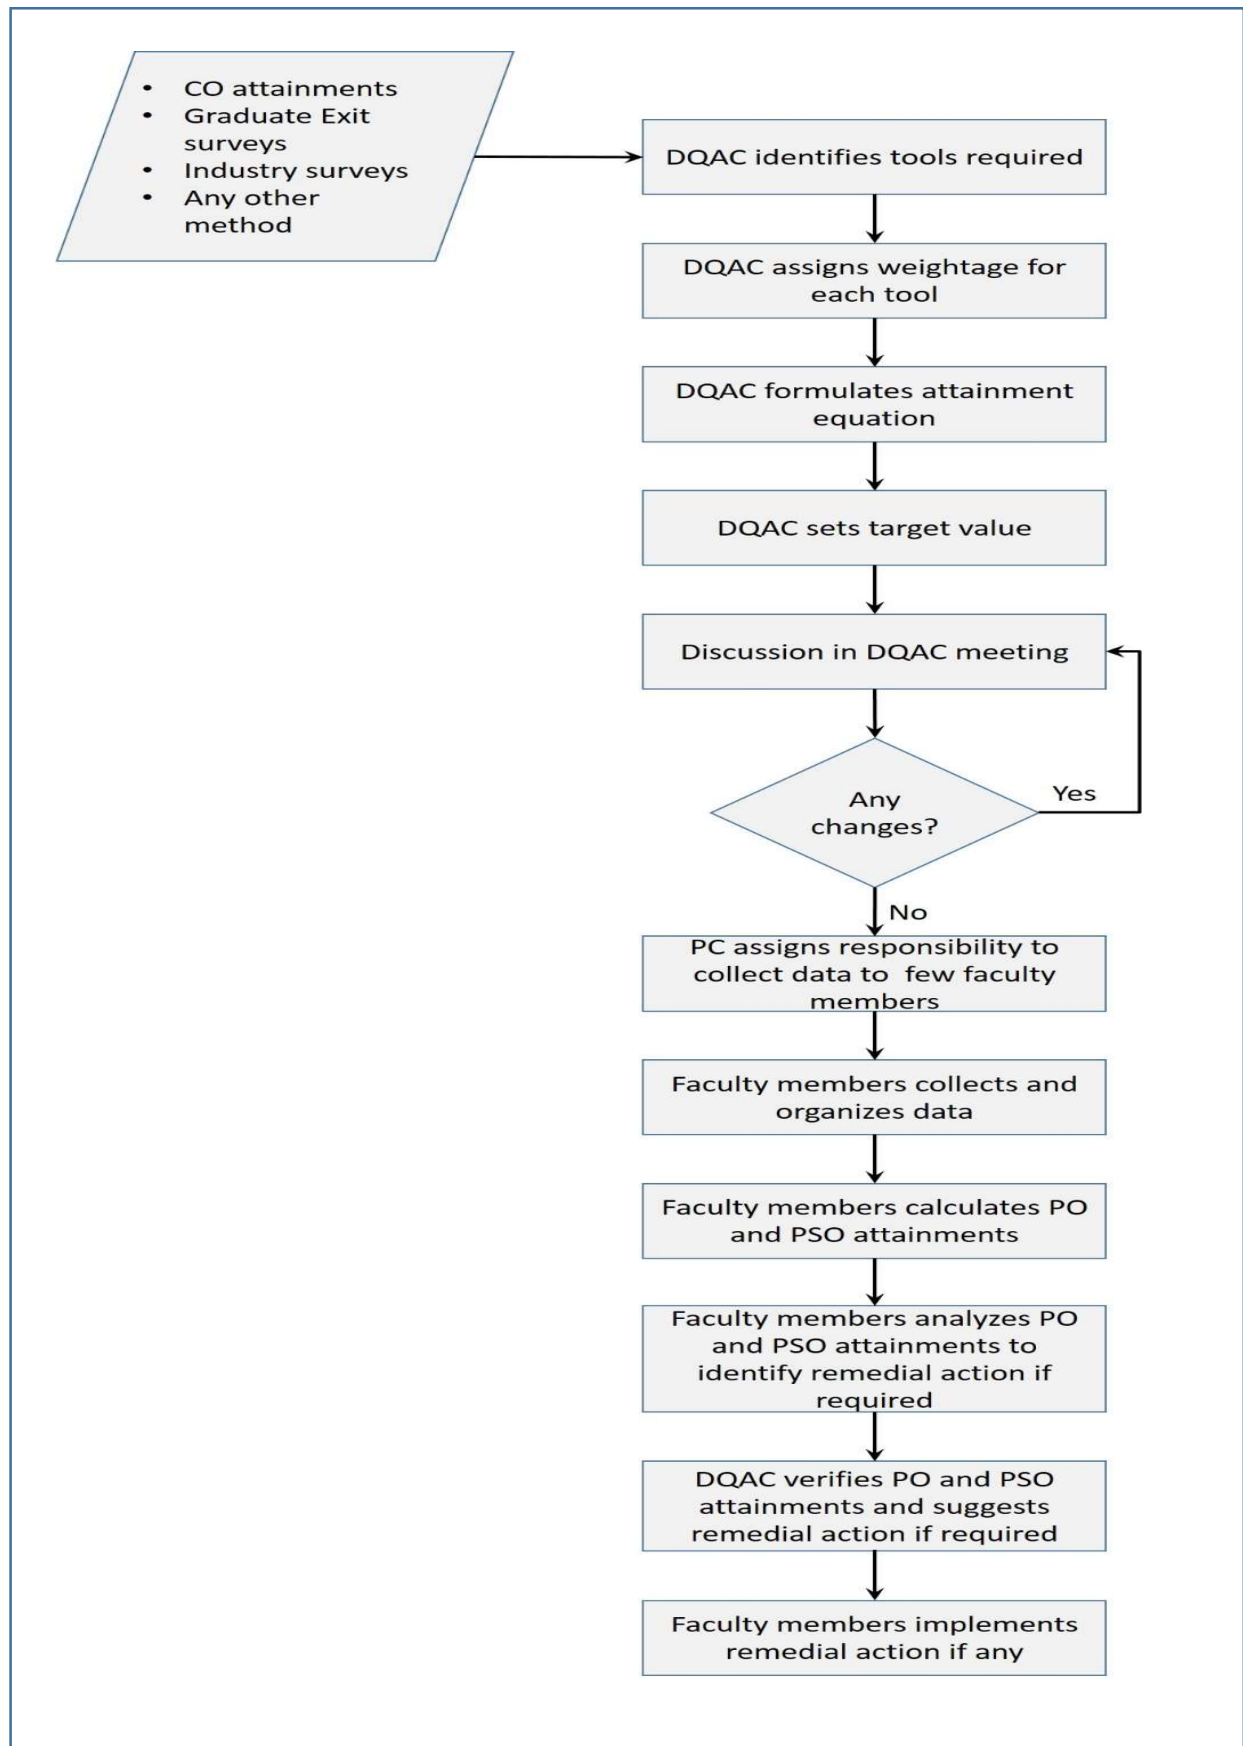 • CO attainments
• Graduate Exit
surveys
• Industry surveys
• Any other
method
DQAC identifies tools required
DQAC assigns weightage for
each tool
DQAC formulates attainment
equation
DQAC sets target value
Discussion in DQAC meeting
Any
changes?
Yes
No
PC assigns responsibility to
collect data to few faculty
members
Faculty members collects and
organizes data
Faculty members calculates PO
and PSO attainments
Faculty members analyzes PO
and PSO attainments to
identify remedial action if
required
DQAC verifies PO and PSO
attainments and suggests
remedial action if required
Faculty members implements
remedial action if any